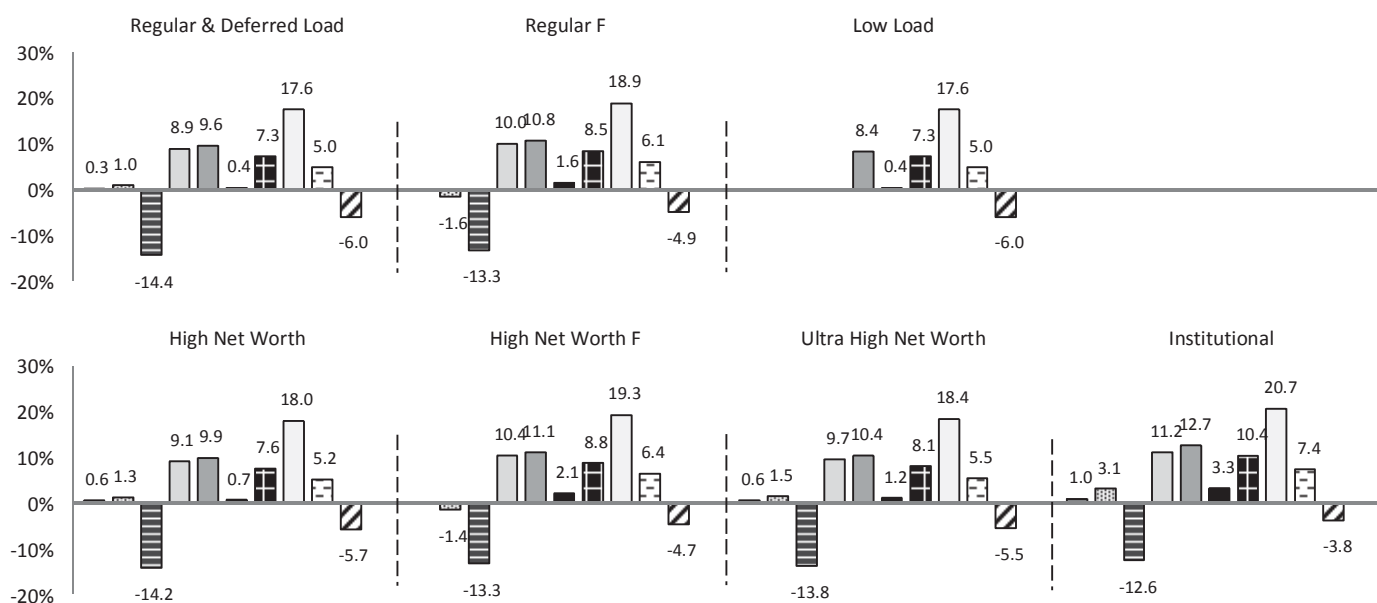 Regular & Deferred Load Regular F Low Load
30%
20%
10%
0%
-10%
-20%
0.3 1.0 -14.4 8.9 9.6 0.4 7.3 17.6 5.0 -6.0
-1.6 -13.3 10.0 10.8 1.6 8.5 18.9 6.1 -4.9
8.4 0.4 7.3 17.6 5.0 -6.0
High Net Worth High Net Worth F Ultra High Net Worth Institutional
30%
20%
10%
0%
-10%
-20%
0.6 1.3 -14.2 9.1 9.9 0.7 7.6 18.0 5.2 -5.7
-1.4 -13.3 10.4 11.1 2.1 8.8 19.3 6.4 -4.7
0.6 1.5 -13.8 9.7 10.4 1.2 8.1 18.4 5.5 -5.5
1.0 3.1 -12.6 11.2 12.7 3.3 10.4 20.7 7.4 -3.8